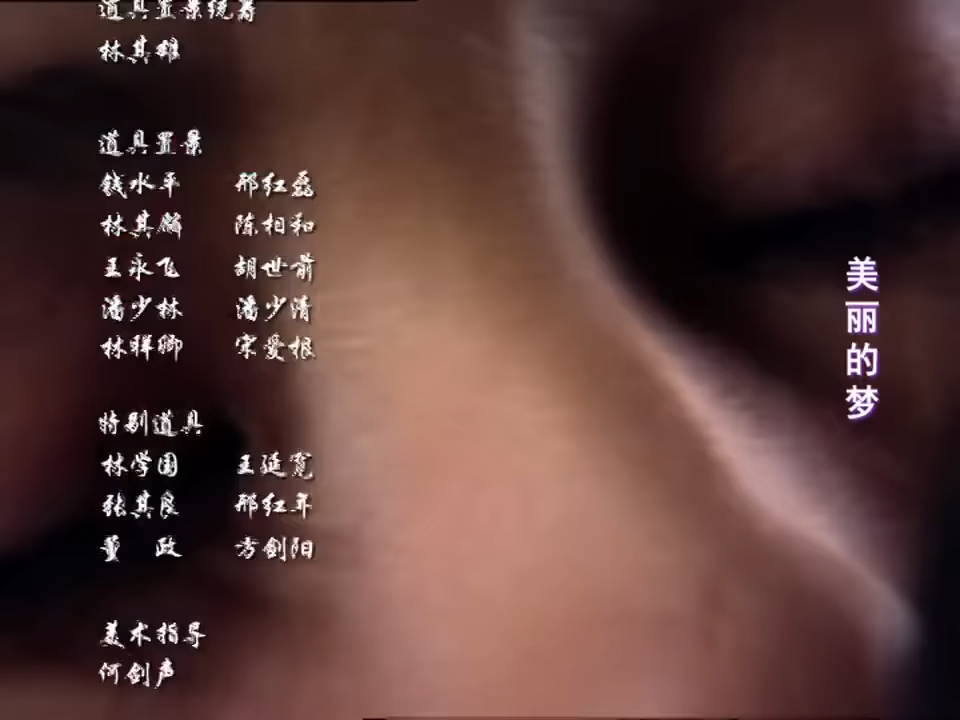 道具置景统筹
林其雄
道具置景
钱水平 邢红磊
林其麟 陈相和
王永飞 胡世前
潘少林 潘少清
林祥卿 宋爱根
特别道具
林学国 王延宽
张其良 邢红年
董 政 方剑阳
美术指导
何剑声
美丽的梦